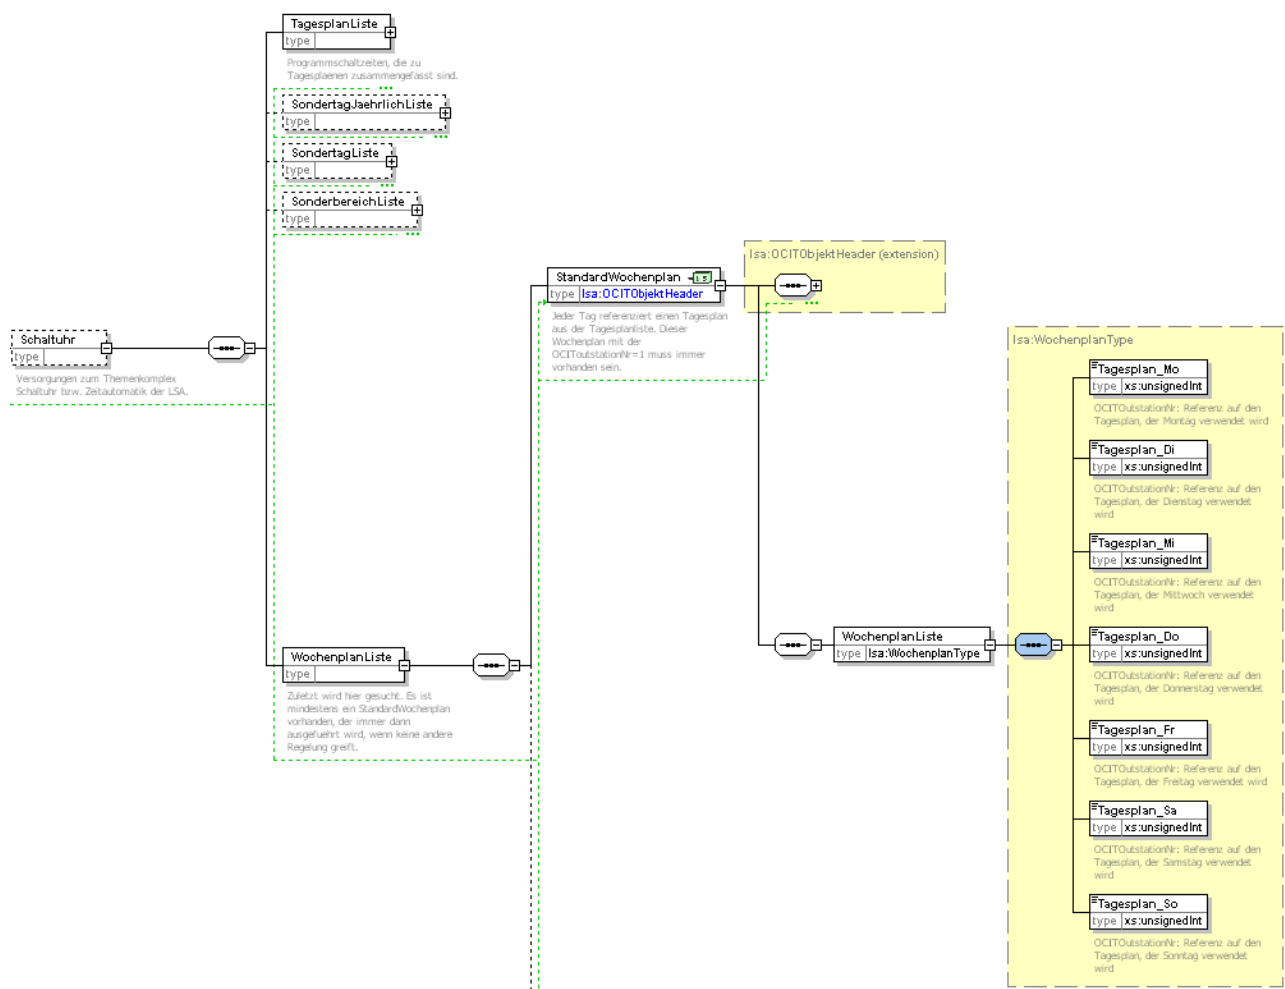 TagesplanListe
type
Programmschaltzeiten, die zu
Tagesplaenen zusammengefasst sind.
SondertagJaehrlichListe
type
SondertagListe
type
SonderbereichListe
type
Schaltuhr
type
Versorgungen zum Themenkomplex
Schaltuhr bzw. Zeitautomatik der LSA.
WochenplanListe
type
Zuletzt wird hier gesucht. Es ist
mindestens ein StandardWochenplan
vorhanden, der immer dann
ausgefuehrt wird, wenn keine andere
Regelung greift.
StandardWochenplan
type lsa:OCITObjektHeader
Jeder Tag referenziert einen Tagesplan
aus der Tagesplanliste. Dieser
Wochenplan mit der
OCIToutstationNr=1 muss immer
vorhanden sein.
lsa:OCITObjektHeader (extension)
WochenplanListe
type lsa:WochenplanType
lsa:WochenplanType
Tagesplan_Mo
type xs:unsignedInt
OCITOutstationNr: Referenz auf den
Tagesplan, der Montag verwendet wird
Tagesplan_Di
type xs:unsignedInt
OCITOutstationNr: Referenz auf den
Tagesplan, der Dienstag verwendet
wird
Tagesplan_Mi
type xs:unsignedInt
OCITOutstationNr: Referenz auf den
Tagesplan, der Mittwoch verwendet
wird
Tagesplan_Do
type xs:unsignedInt
OCITOutstationNr: Referenz auf den
Tagesplan, der Donnerstag verwendet
wird
Tagesplan_Fr
type xs:unsignedInt
OCITOutstationNr: Referenz auf den
Tagesplan, der Freitag verwendet wird
Tagesplan_Sa
type xs:unsignedInt
OCITOutstationNr: Referenz auf den
Tagesplan, der Samstag verwendet
wird
Tagesplan_So
type xs:unsignedInt
OCITOutstationNr: Referenz auf den
Tagesplan, der Sonntag verwendet
wird